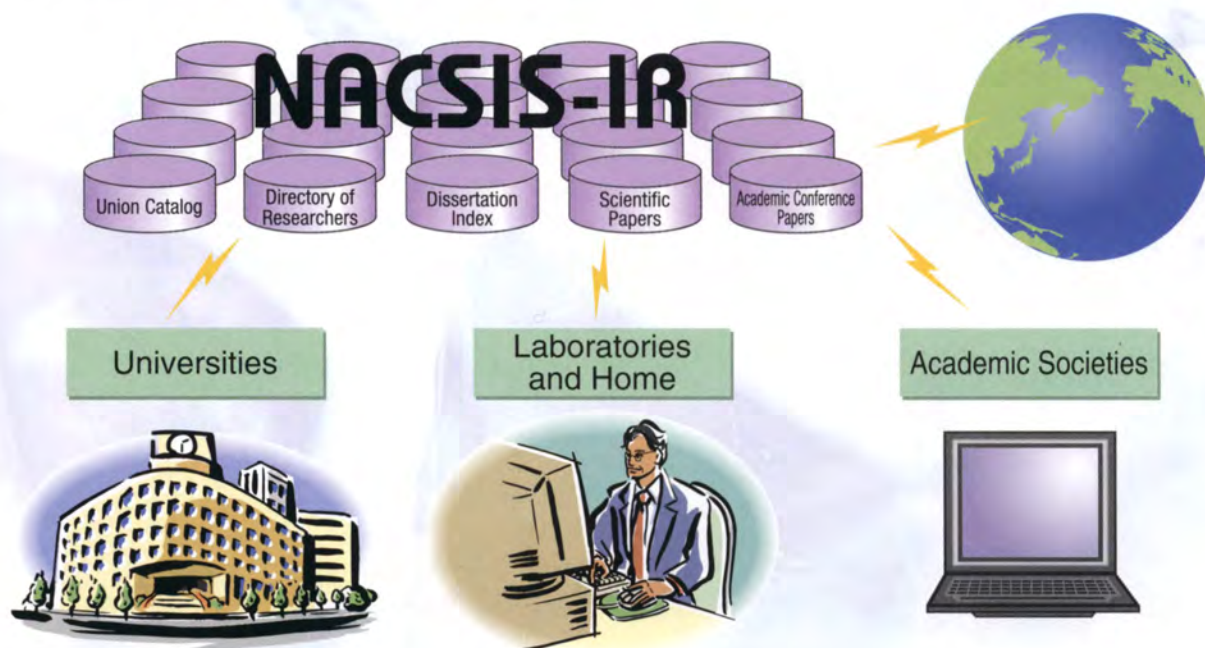 NACSIS-IR
Union Catalog
Directory of
Researchers
Dissertation
Index
Scientific
Papers
Academic Conference
Papers
Universities
Laboratories
and Home
Academic Societies